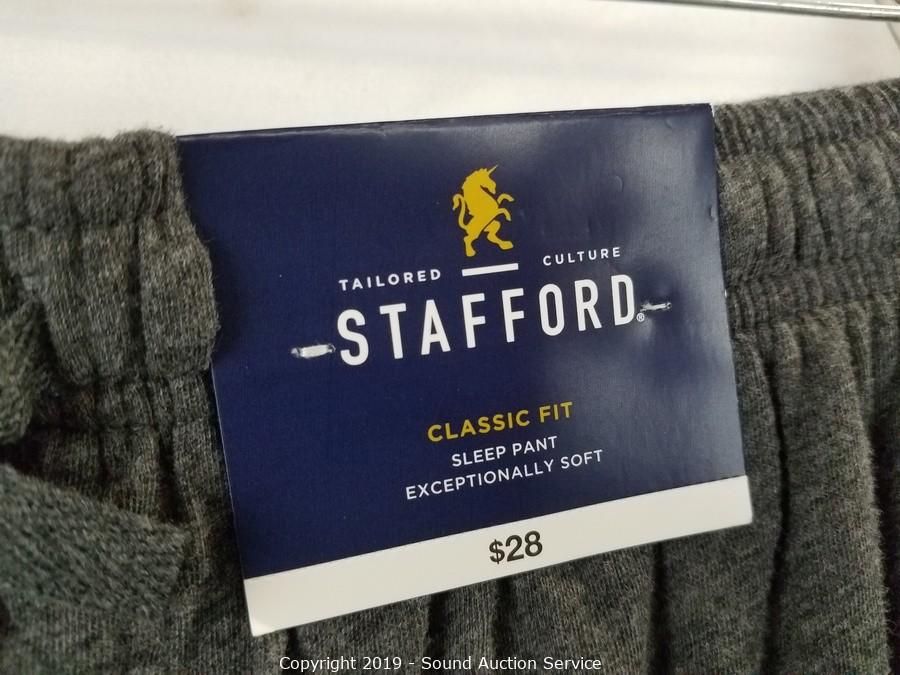 TAILORED CULTURE
STAFFORD®
CLASSIC FIT
SLEEP PANT
EXCEPTIONALLY SOFT
$28
Copyright 2019 - Sound Auction Service